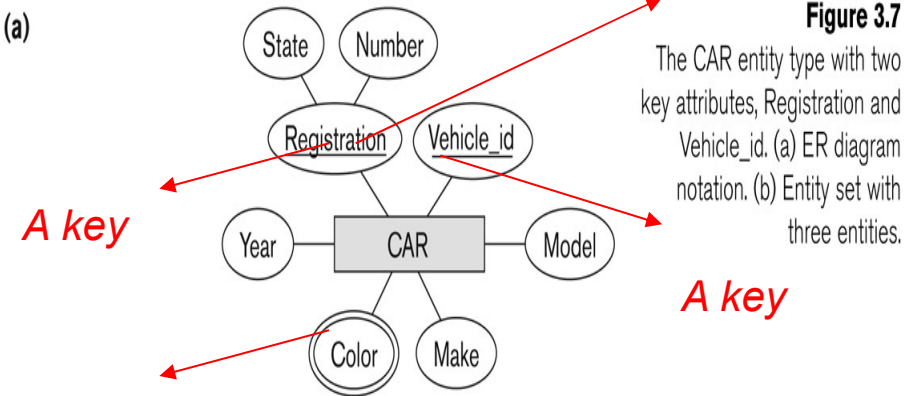 (a)
State
Number
Registration
Vehicle_id
Year
CAR
Model
Color
Make
A key
A key
Figure 3.7
The CAR entity type with two
key attributes, Registration and
Vehicle_id. (a) ER diagram
notation. (b) Entity set with
three entities.